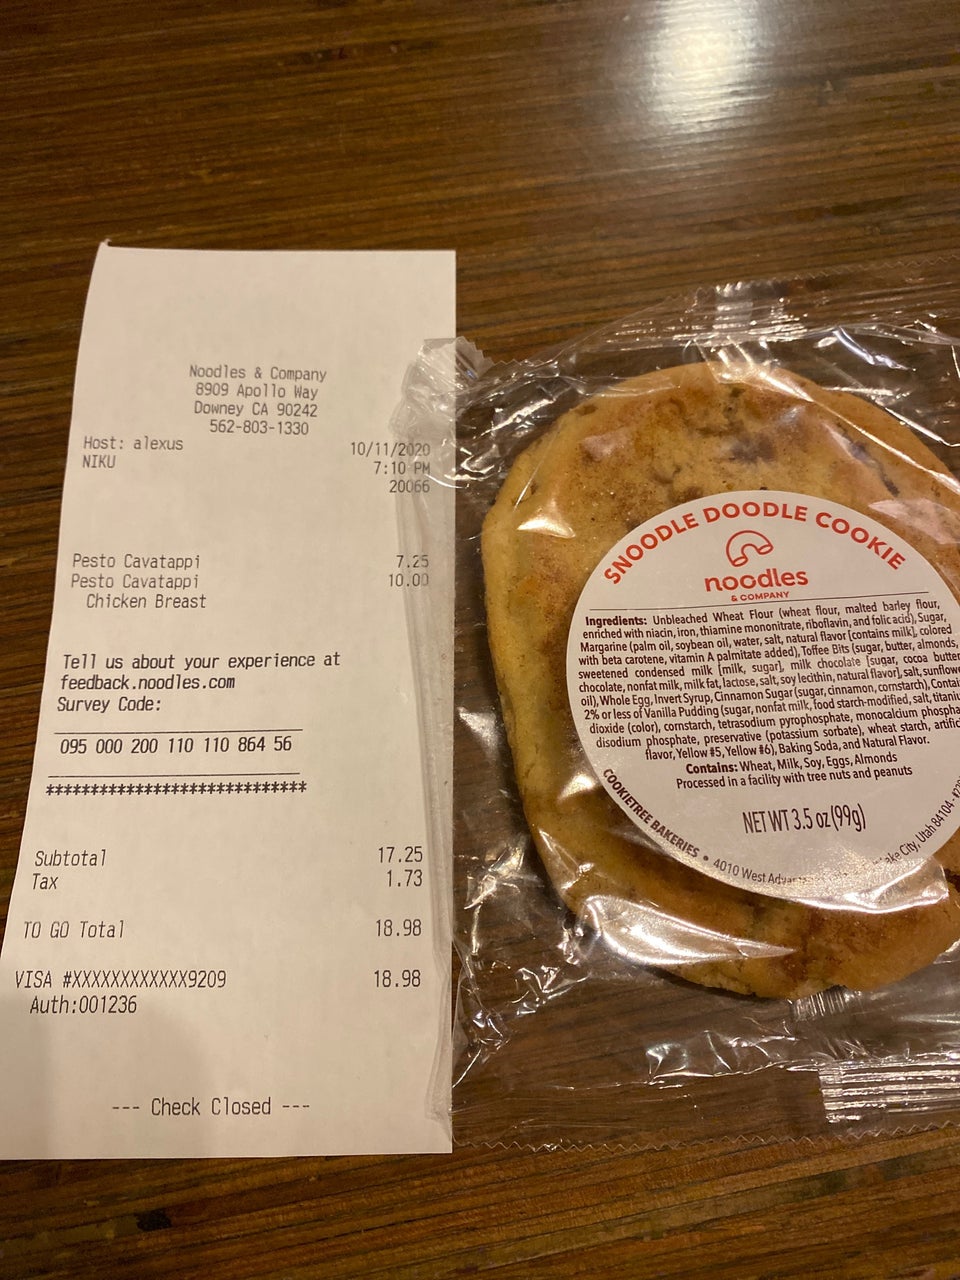 Noodles & Company
8909 Apollo Way
Downey CA 90242
562-803-1330
Host: alexus 10/11/2020
NIKU 7:10 PM
20066
Pesto Cavatappi 7.25
Pesto Cavatappi 10.00
Chicken Breast
Tell us about your experience at
feedback.noodles.com
Survey Code:
095 000 200 110 110 864 56
******************************
Subtotal 17.25
Tax 1.73
TO GO Total 18.98
VISA #XXXXXXXXXXXX9209 18.98
Auth:001236
--- Check Closed ---
SNOODLE DOODLE COOKIE
noodles
& COMPANY
Ingredients: Unbleached Wheat Flour (wheat flour, malted barley flour,
enriched with niacin, iron, thiamine mononitrate, riboflavin, and folic acid), Sugar,
Margarine (palm oil, soybean oil, water, salt, natural flavor [contains milk], colored
with beta carotene, vitamin A palmitate added), Toffee Bits (sugar, butter, almonds,
sweetened condensed milk [milk, sugar], milk chocolate [sugar, cocoa butter,
chocolate, nonfat milk, milk fat, lactose, salt, soy lecithin, natural flavor], salt, sunflower
oil), Whole Egg, Invert Syrup, Cinnamon Sugar (sugar, cinnamon, cornstarch), Contai
2% or less of Vanilla Pudding (sugar, nonfat milk, food starch-modified, salt, titaniu
dioxide (color), cornstarch, tetrasodium pyrophosphate, monocalcium phospha
disodium phosphate, preservative (potassium sorbate), wheat starch, artific
flavor, Yellow #5, Yellow #6), Baking Soda, and Natural Flavor.
Contains: Wheat, Milk, Soy, Eggs, Almonds
Processed in a facility with tree nuts and peanuts
NET WT 3.5 oz (99g)
COOKIETREE BAKERIES • 4010 West ake City, Utah 84104